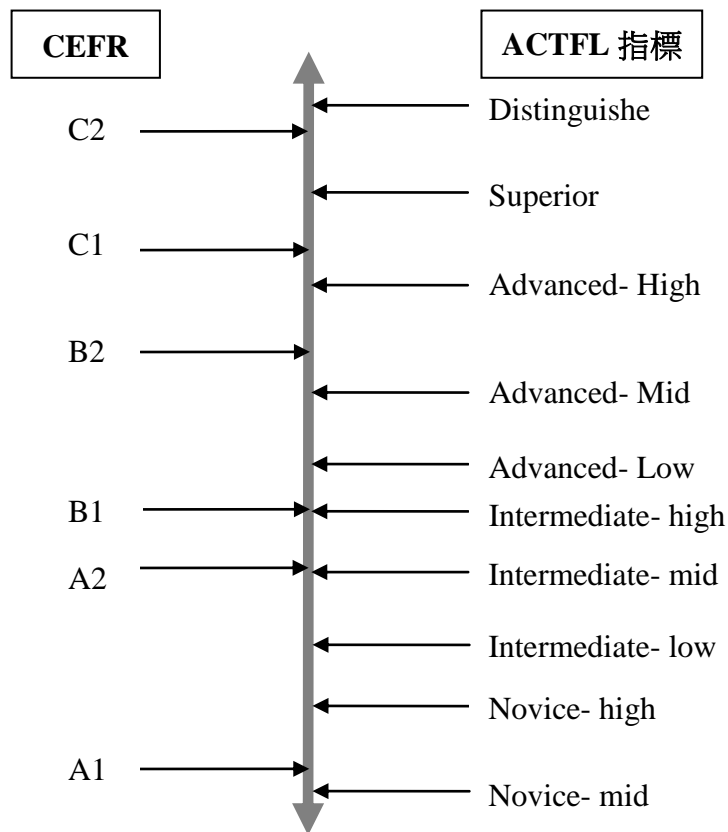 CEFR
ACTFL 指標
Distinguishe
C2
Superior
C1
Advanced- High
B2
Advanced- Mid
Advanced- Low
B1
Intermediate- high
A2
Intermediate- mid
Intermediate- low
Novice- high
A1
Novice- mid